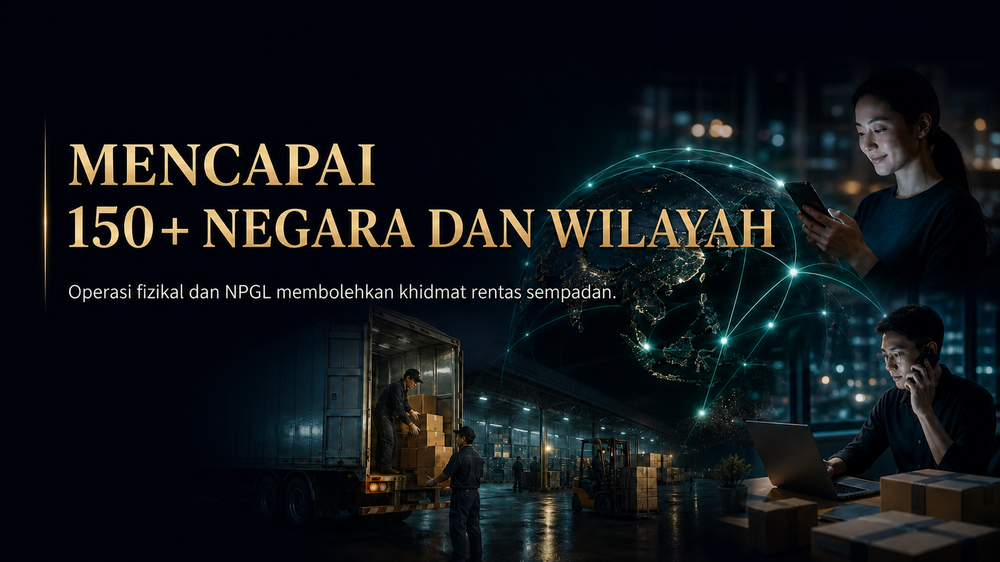 MENCAPAI
150+ NEGARA DAN WILAYAH
Operasi fizikal dan NPGL membolehkan khidmat rentas sempadan.